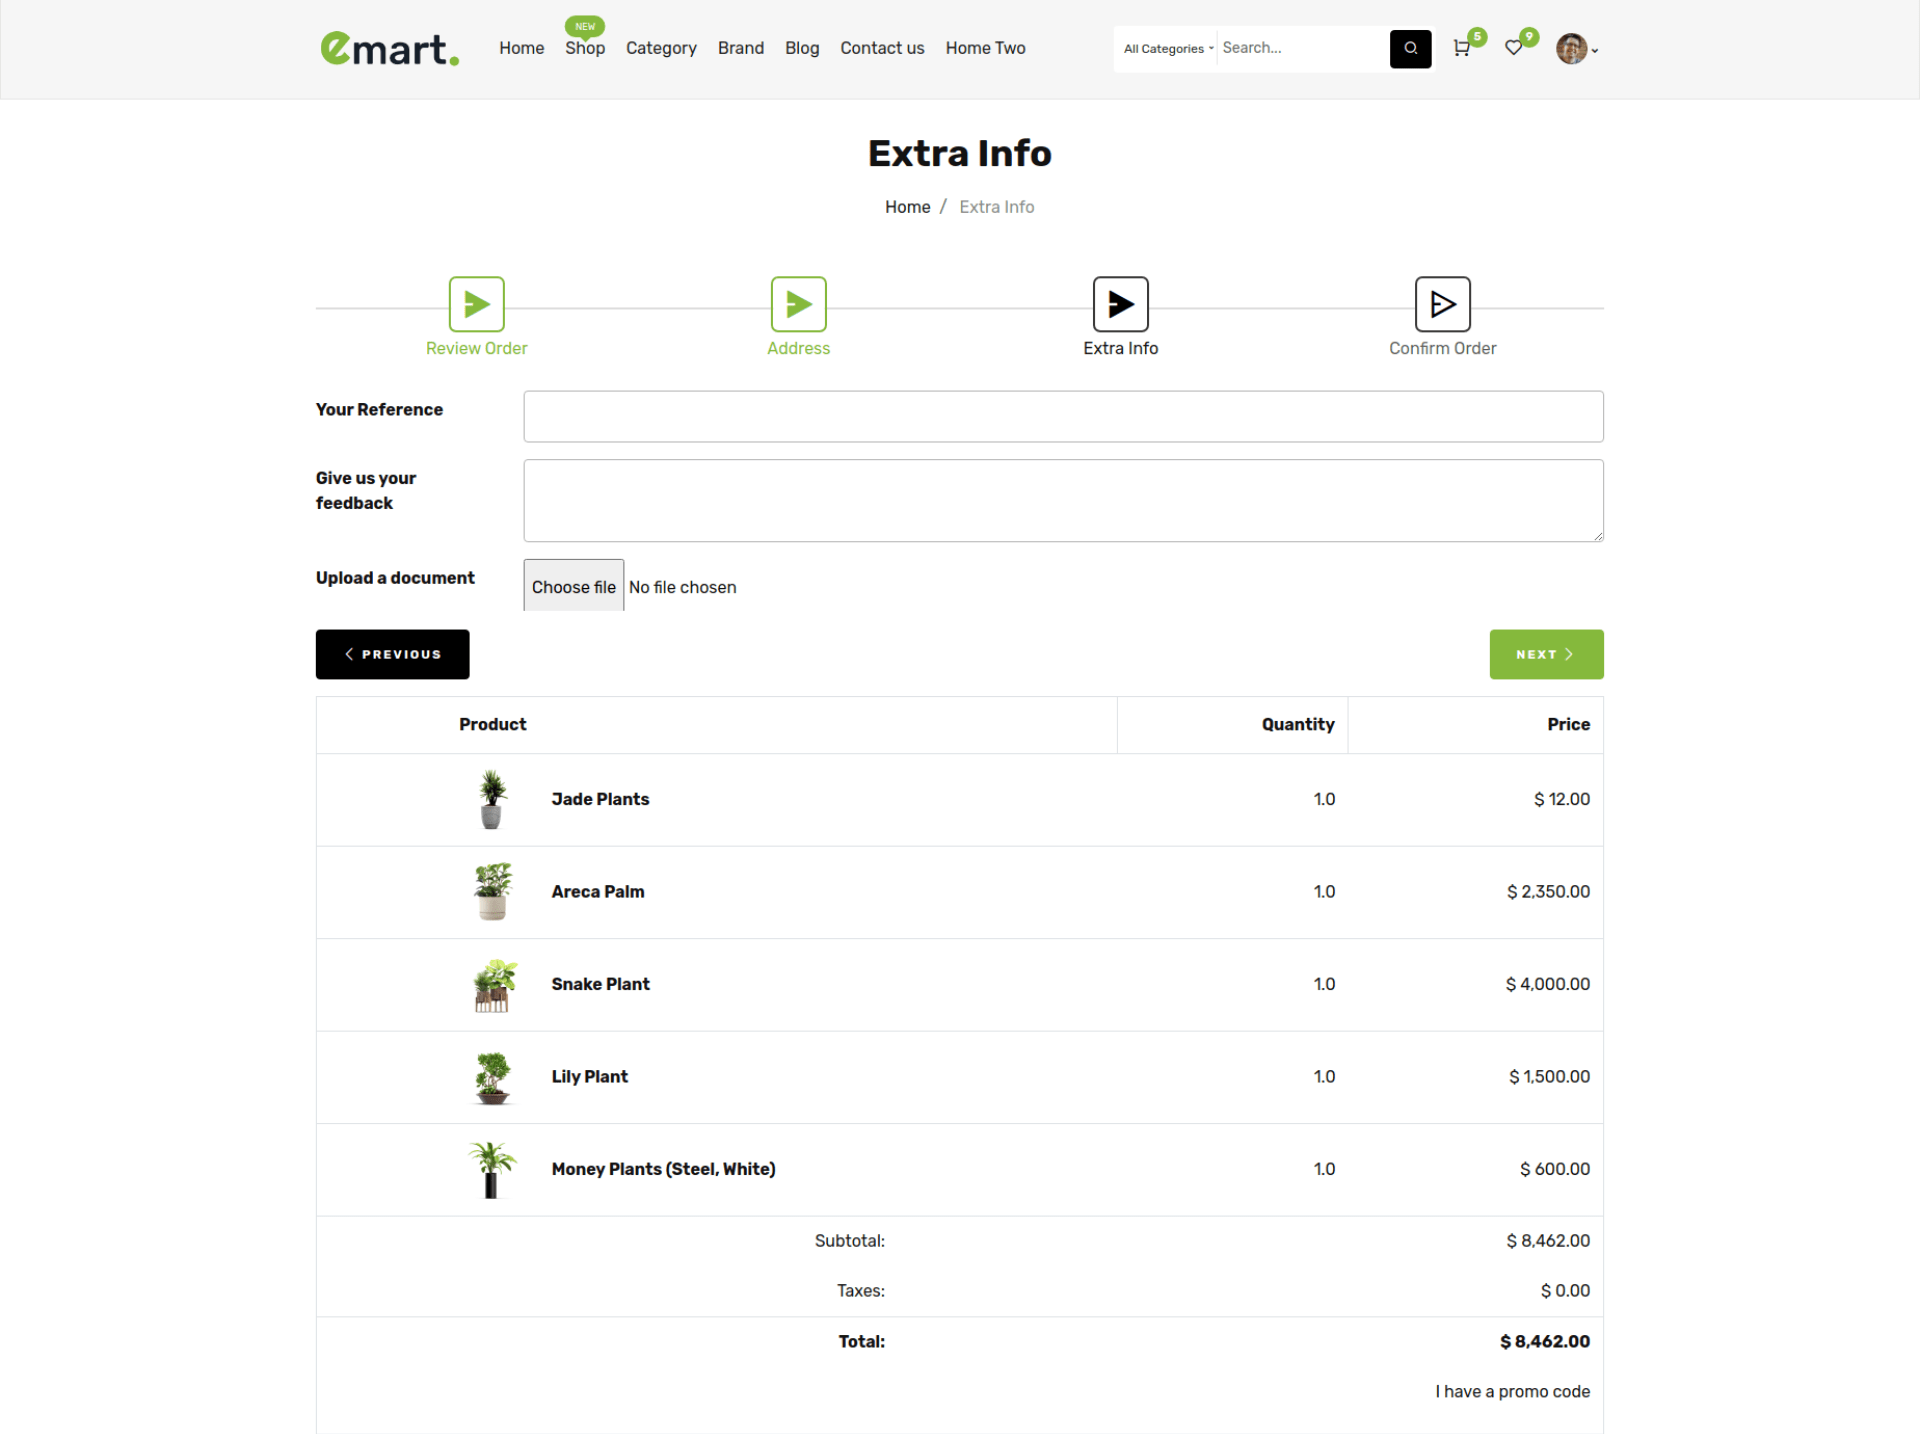 emart.
Home
NEW
Shop
Category
Brand
Blog
Contact us
Home Two
All Categories
Search...
5
9
Extra Info
Home / Extra Info
Review Order
Address
Extra Info
Confirm Order
Your Reference
Give us your
feedback
Upload a document
Choose file No file chosen
PREVIOUS
NEXT
Product Quantity Price
Jade Plants 1.0 $ 12.00
Areca Palm 1.0 $ 2,350.00
Snake Plant 1.0 $ 4,000.00
Lily Plant 1.0 $ 1,500.00
Money Plants (Steel, White) 1.0 $ 600.00
Subtotal: $ 8,462.00
Taxes: $ 0.00
Total: $ 8,462.00
I have a promo code